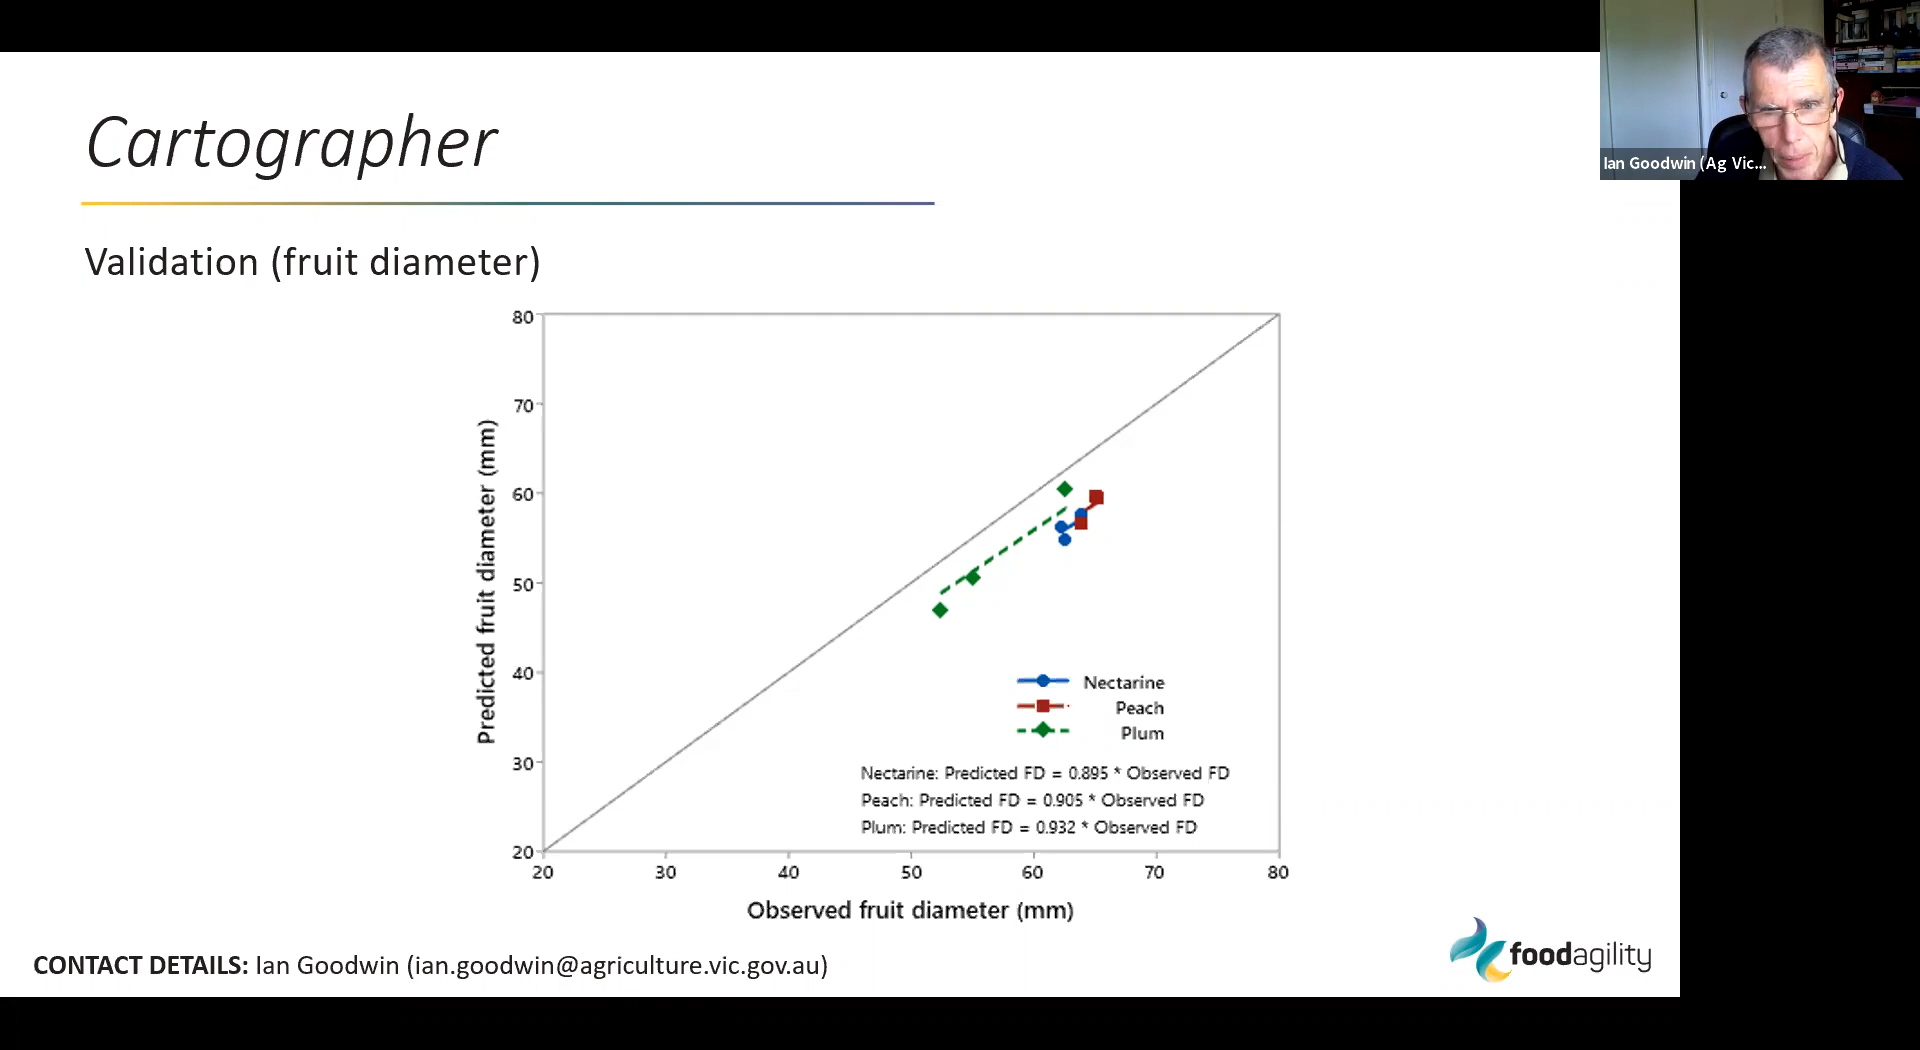 Cartographer
Ian Goodwin (Ag Vic...
Validation (fruit diameter)
80
70
60
50
40
30
20
Predicted fruit diameter (mm)
Nectarine
Peach
Plum
Nectarine: Predicted FD = 0.895 * Observed FD
Peach: Predicted FD = 0.905 * Observed FD
Plum: Predicted FD = 0.932 * Observed FD
20 30 40 50 60 70 80
Observed fruit diameter (mm)
CONTACT DETAILS: Ian Goodwin (ian.goodwin@agriculture.vic.gov.au)
foodagility